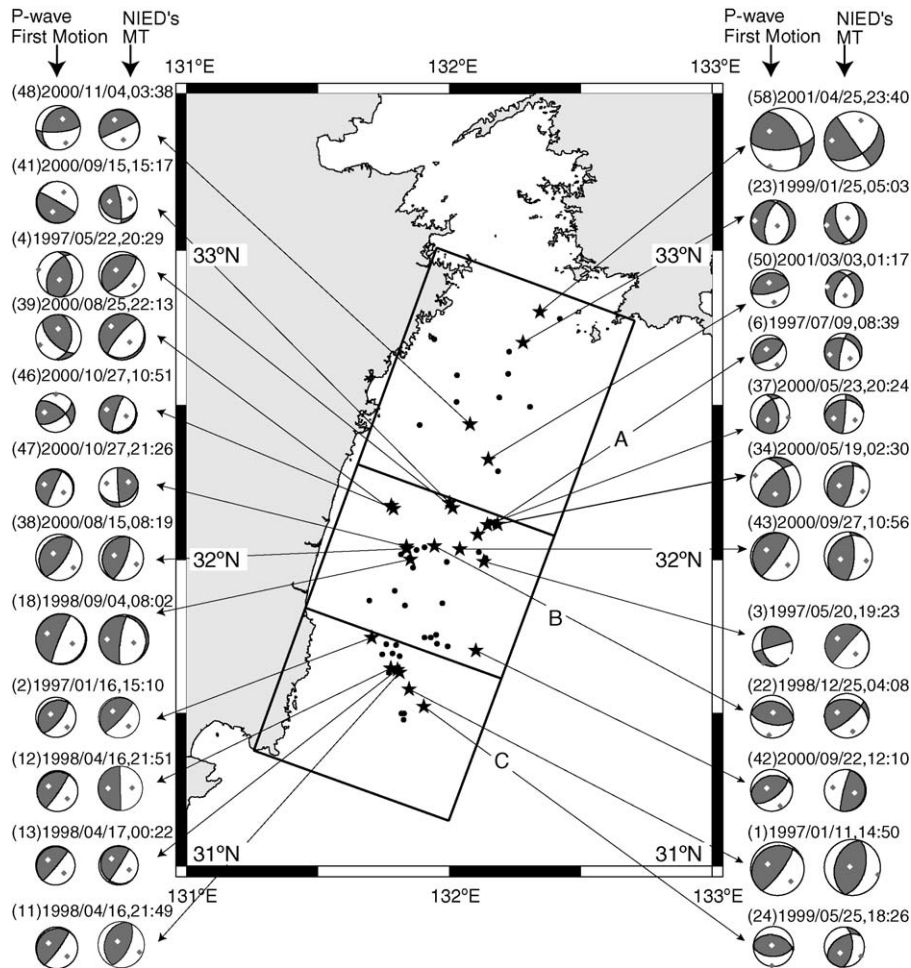 P-wave
First Motion
NIED's
MT
(48)2000/11/04,03:38
(41)2000/09/15,15:17
(4)1997/05/22,20:29
(39)2000/08/25,22:13
(46)2000/10/27,10:51
(47)2000/10/27,21:26
(38)2000/08/15,08:19
(18)1998/09/04,08:02
(2)1997/01/16,15:10
(12)1998/04/16,21:51
(13)1998/04/17,00:22
(11)1998/04/16,21:49
131°E
132°E
133°E
33°N
33°N
32°N
32°N
31°N
31°N
A
B
C
131°E
132°E
133°E
P-wave
First Motion
NIED's
MT
(58)2001/04/25,23:40
(23)1999/01/25,05:03
(50)2001/03/03,01:17
(6)1997/07/09,08:39
(37)2000/05/23,20:24
(34)2000/05/19,02:30
(43)2000/09/27,10:56
(3)1997/05/20,19:23
(22)1998/12/25,04:08
(42)2000/09/22,12:10
(1)1997/01/11,14:50
(24)1999/05/25,18:26